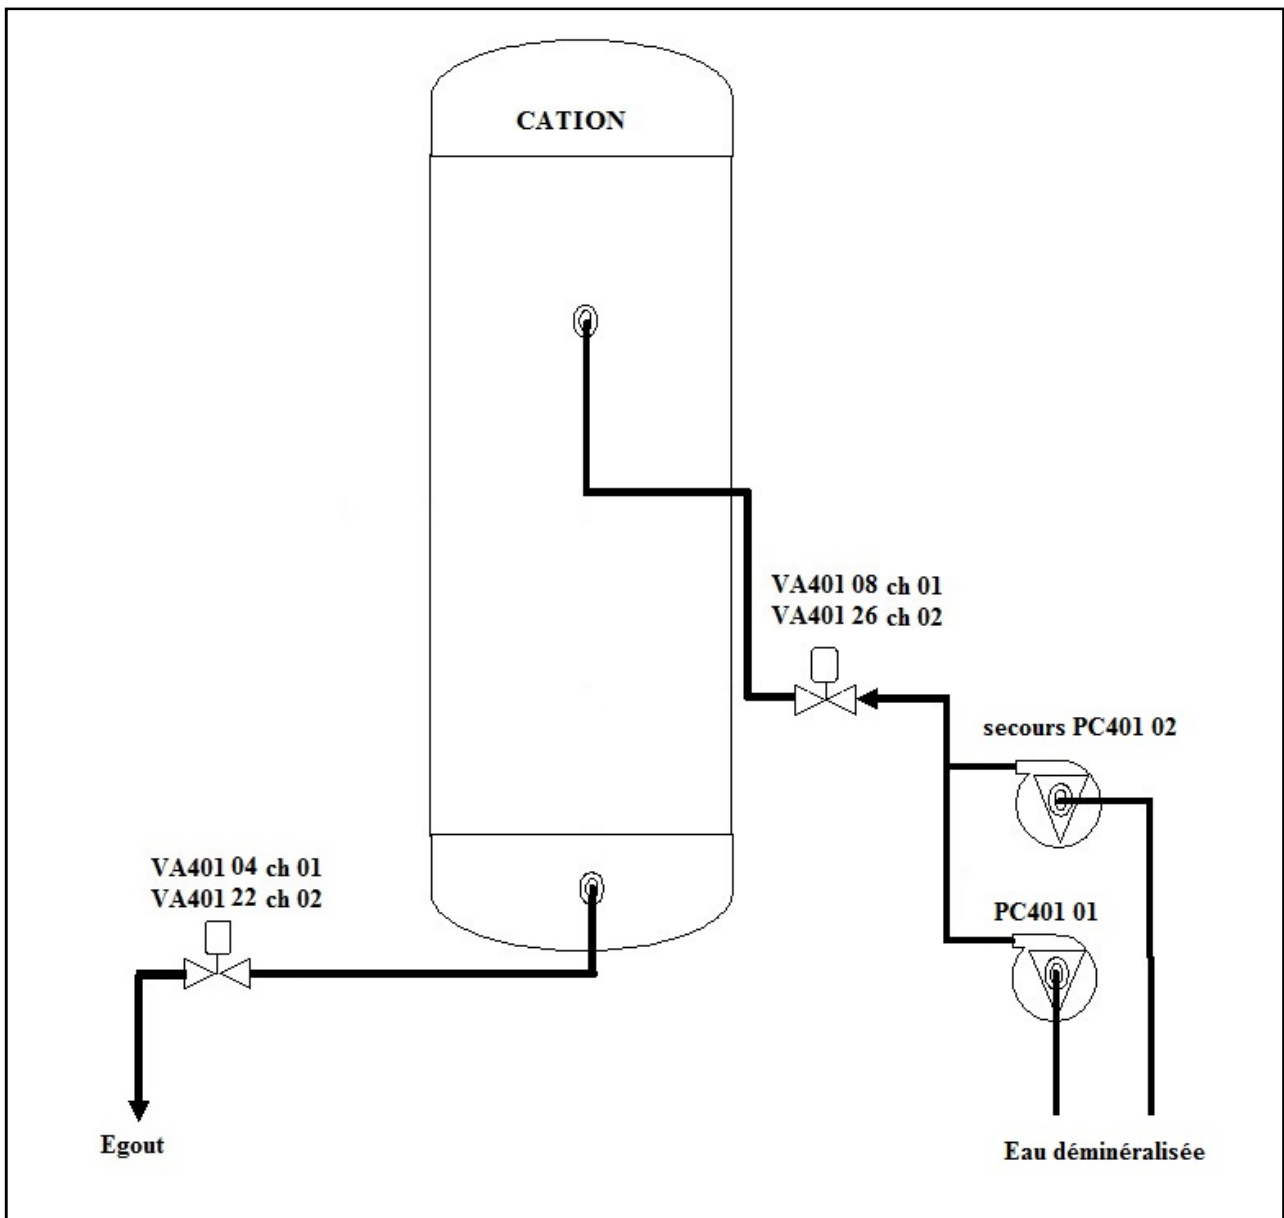 CATION
VA401 08 ch 01
VA401 26 ch 02
secours PC401 02
VA401 04 ch 01
VA401 22 ch 02
PC401 01
Egout
Eau déminéralisée